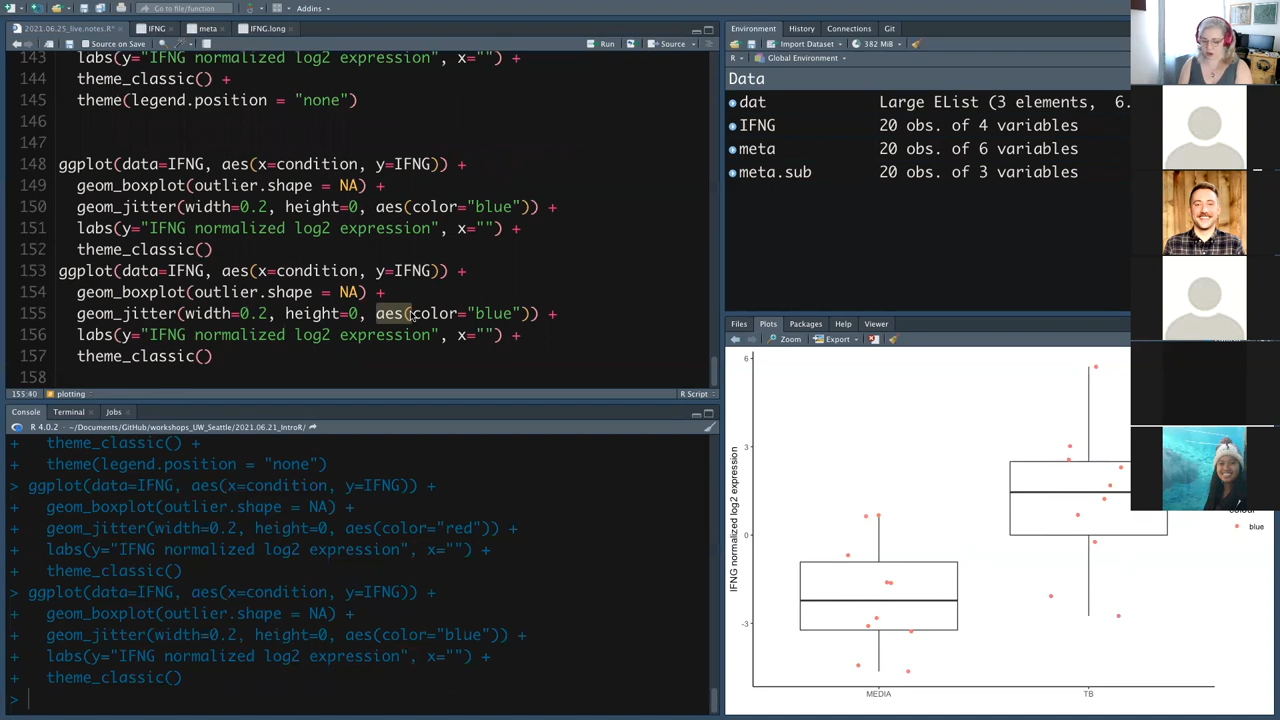 Go to file/function
Addins
2021.06.25_live.notes.R*
IFNG
meta
IFNG.long
Source on Save
Run
Source
143 labs(y="IFNG normalized log2 expression", x="") +
144 theme_classic() +
145 theme(legend.position = "none")
146
147
148 ggplot(data=IFNG, aes(x=condition, y=IFNG)) +
149 geom_boxplot(outlier.shape = NA) +
150 geom_jitter(width=0.2, height=0, aes(color="blue")) +
151 labs(y="IFNG normalized log2 expression", x="") +
152 theme_classic()
153 ggplot(data=IFNG, aes(x=condition, y=IFNG)) +
154 geom_boxplot(outlier.shape = NA) +
155 geom_jitter(width=0.2, height=0, aes(color="blue")) +
156 labs(y="IFNG normalized log2 expression", x="") +
157 theme_classic()
158
155:40 plotting
R Script
Console Terminal Jobs
R 4.0.2 · ~/Documents/GitHub/workshops_UW_Seattle/2021.06.21_IntroR/
+ theme_classic() +
+ theme(legend.position = "none")
> ggplot(data=IFNG, aes(x=condition, y=IFNG)) +
+ geom_boxplot(outlier.shape = NA) +
+ geom_jitter(width=0.2, height=0, aes(color="red")) +
+ labs(y="IFNG normalized log2 expression", x="") +
+ theme_classic()
> ggplot(data=IFNG, aes(x=condition, y=IFNG)) +
+ geom_boxplot(outlier.shape = NA) +
+ geom_jitter(width=0.2, height=0, aes(color="blue")) +
+ labs(y="IFNG normalized log2 expression", x="") +
+ theme_classic()
>
Environment History Connections Git
Import Dataset
382 MiB
R
Global Environment
Data
dat Large EList (3 elements, 6.
IFNG 20 obs. of 4 variables
meta 20 obs. of 6 variables
meta.sub 20 obs. of 3 variables
Files Plots Packages Help Viewer
Zoom
Export
IFNG normalized log2 expression
6
3
0
-3
MEDIA
TB
blue